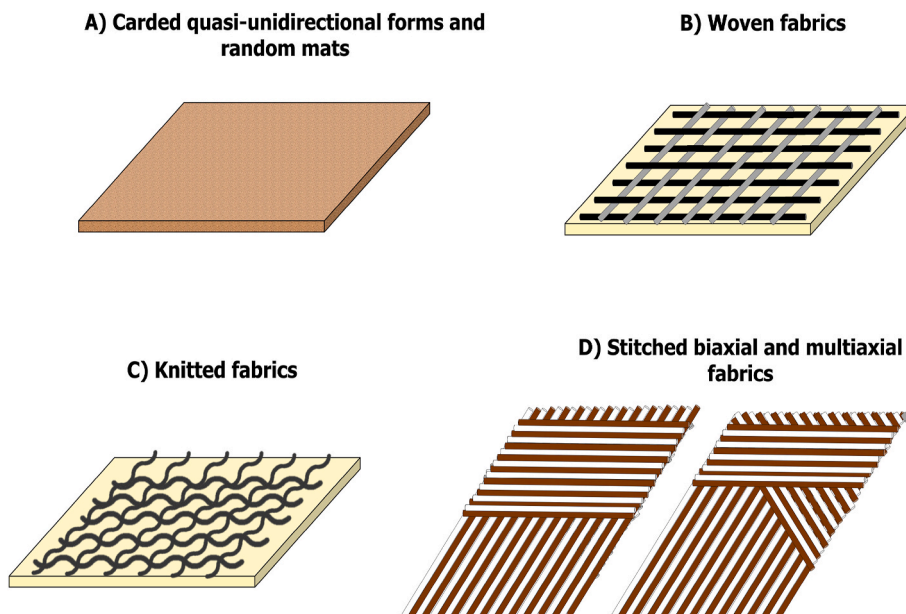 A) Carded quasi-unidirectional forms and
random mats
B) Woven fabrics
C) Knitted fabrics
D) Stitched biaxial and multiaxial
fabrics